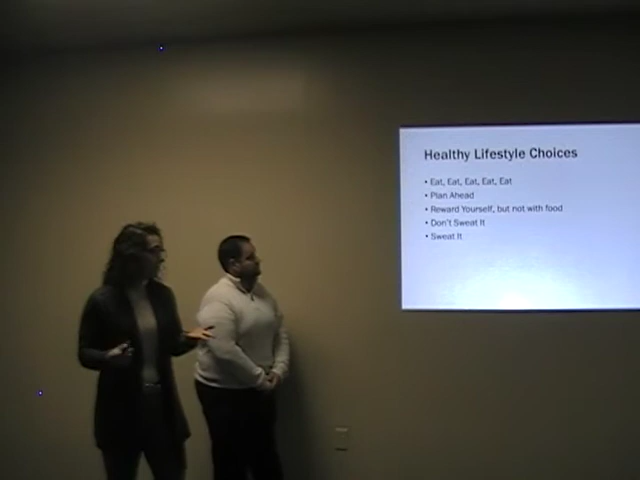 Healthy Lifestyle Choices
• Eat, Eat, Eat, Eat, Eat
• Plan Ahead
• Reward Yourself, but not with food
• Don't Sweat It
• Sweat It